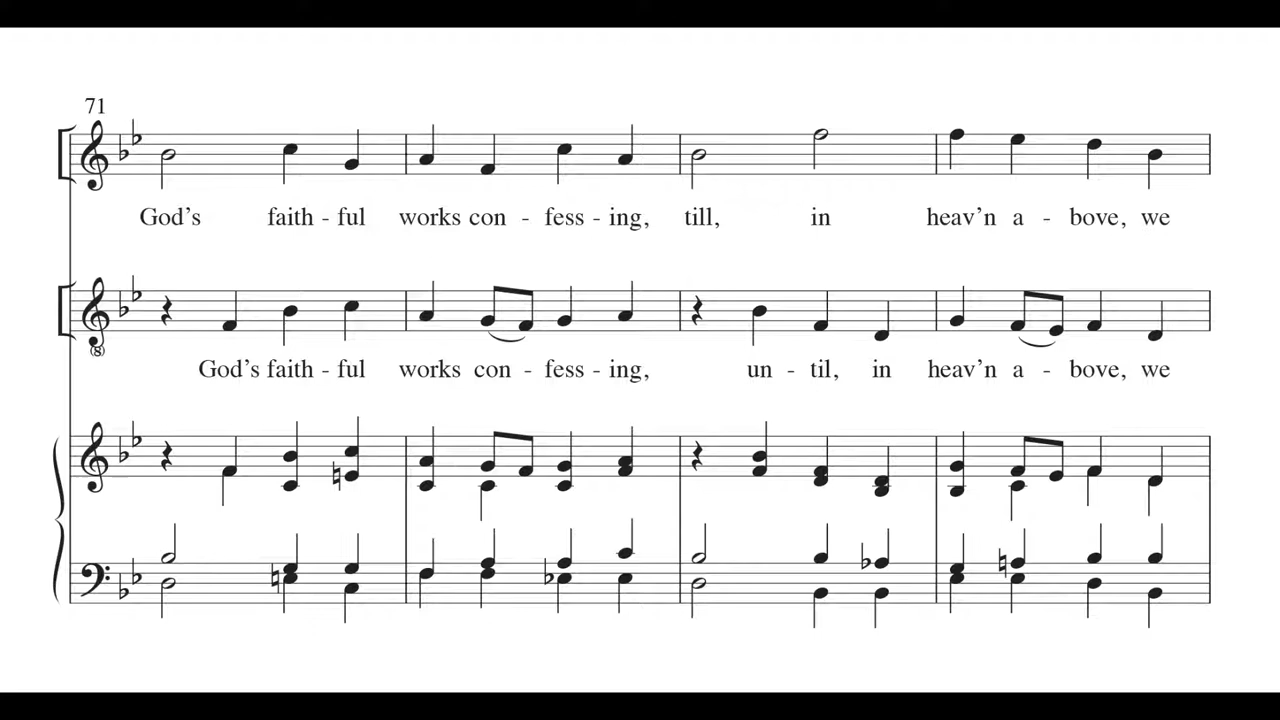 71
God's faith - ful works con - fess - ing, till, in heav'n a - bove, we
8
God's faith - ful works con - fess - ing, un - til, in heav'n a - bove, we